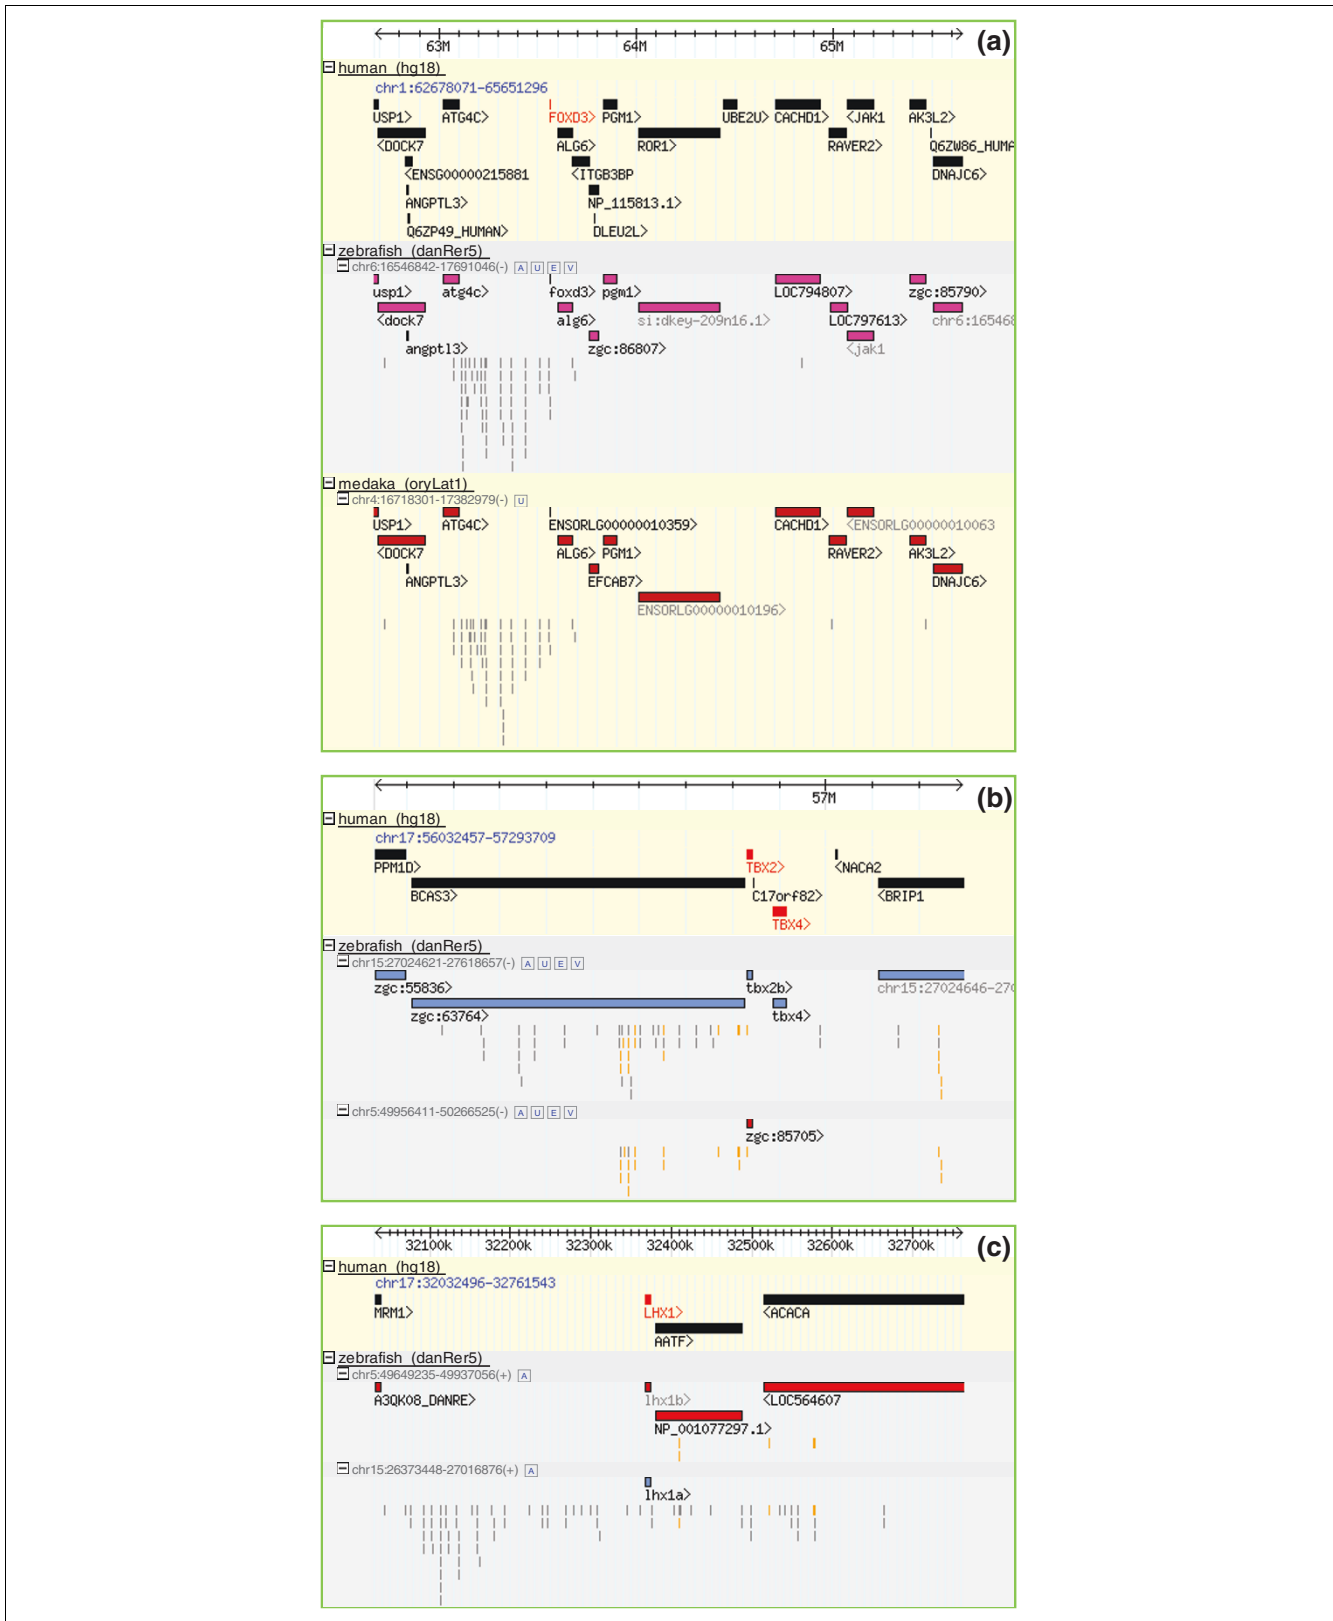 (a)
63M 64M 65M
human (hg18)
chr1:62678071-65651296
USP1> ATG4C> FOXD3> PGM1> UBE2U> CACHD1> <JAK1 AK3L2>
<DOCK7 ALG6> ROR1> RAVER2> Q6ZW86_HUMA
<ENSG00000215881 <ITGB3BP DNAJC6>
ANGPTL3> NP_115813.1>
Q6ZP49_HUMAN> DLEU2L>
zebrafish (danRer5)
chr6:16546842-17691046(-) A U E V
usp1> atg4c> foxd3> pgm1> LOC794807> zgc:85790>
<dock7 alg6> si:dkey-209n16.1> LOC797613> chr6:16546
angptl3> zgc:86807> <jak1
medaka (oryLat1)
chr4:16718301-17382979(-) U
USP1> ATG4C> ENSORLG00000010359> CACHD1> <ENSORLG00000010063
<DOCK7 ALG6> PGM1> RAVER2> AK3L2>
ANGPTL3> EFCAB7> DNAJC6>
ENSORLG00000010196>
(b)
57M
human (hg18)
chr17:56032457-57293709
PPM1D> TBX2> <NACA2
BCAS3> C17orf82> <BRIP1
TBX4>
zebrafish (danRer5)
chr15:27024621-27618657(-) A U E V
zgc:55836> tbx2b> chr15:27024646-27
zgc:63764> tbx4>
chr5:49956411-50266525(-) A U E V
zgc:85705>
(c)
32100k 32200k 32300k 32400k 32500k 32600k 32700k
human (hg18)
chr17:32032496-32761543
MRM1> LHX1> <ACACA
AATF>
zebrafish (danRer5)
chr5:49649235-49937056(+) A
A3QK08_DANRE> lhx1b> <LOC564607
NP_001077297.1>
chr15:26373448-27016876(+) A
lhx1a>